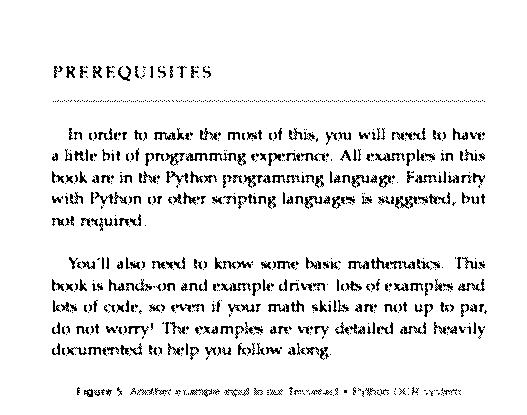 PREREQUISITES
In order to make the most of this, you will need to have
a little bit of programming experience. All examples in this
book are in the Python programming language. Familiarity
with Python or other scripting languages is suggested, but
not required.
You'll also need to know some basic mathematics. This
book is hands-on and example driven: lots of examples and
lots of code, so even if your math skills are not up to par,
do not worry! The examples are very detailed and heavily
documented to help you follow along.
Figure 5. Another example input to our Tesseract + Python OCR system.